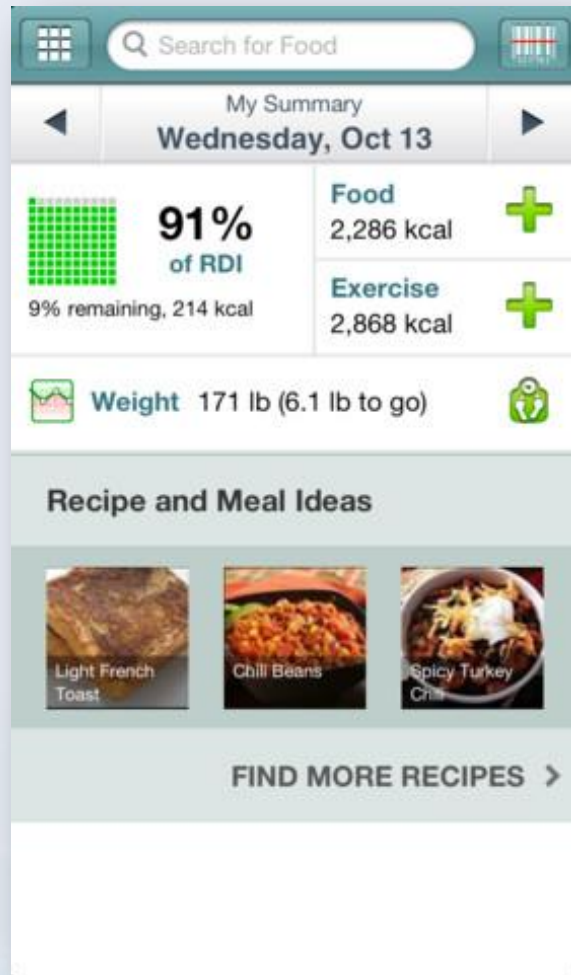 Search for Food
My Summary
Wednesday, Oct 13
91%
of RDI
9% remaining, 214 kcal
Food
2,286 kcal
Exercise
2,868 kcal
Weight 171 lb (6.1 lb to go)
Recipe and Meal Ideas
Light French
Toast
Chili Beans
Spicy Turkey
Chili
FIND MORE RECIPES >